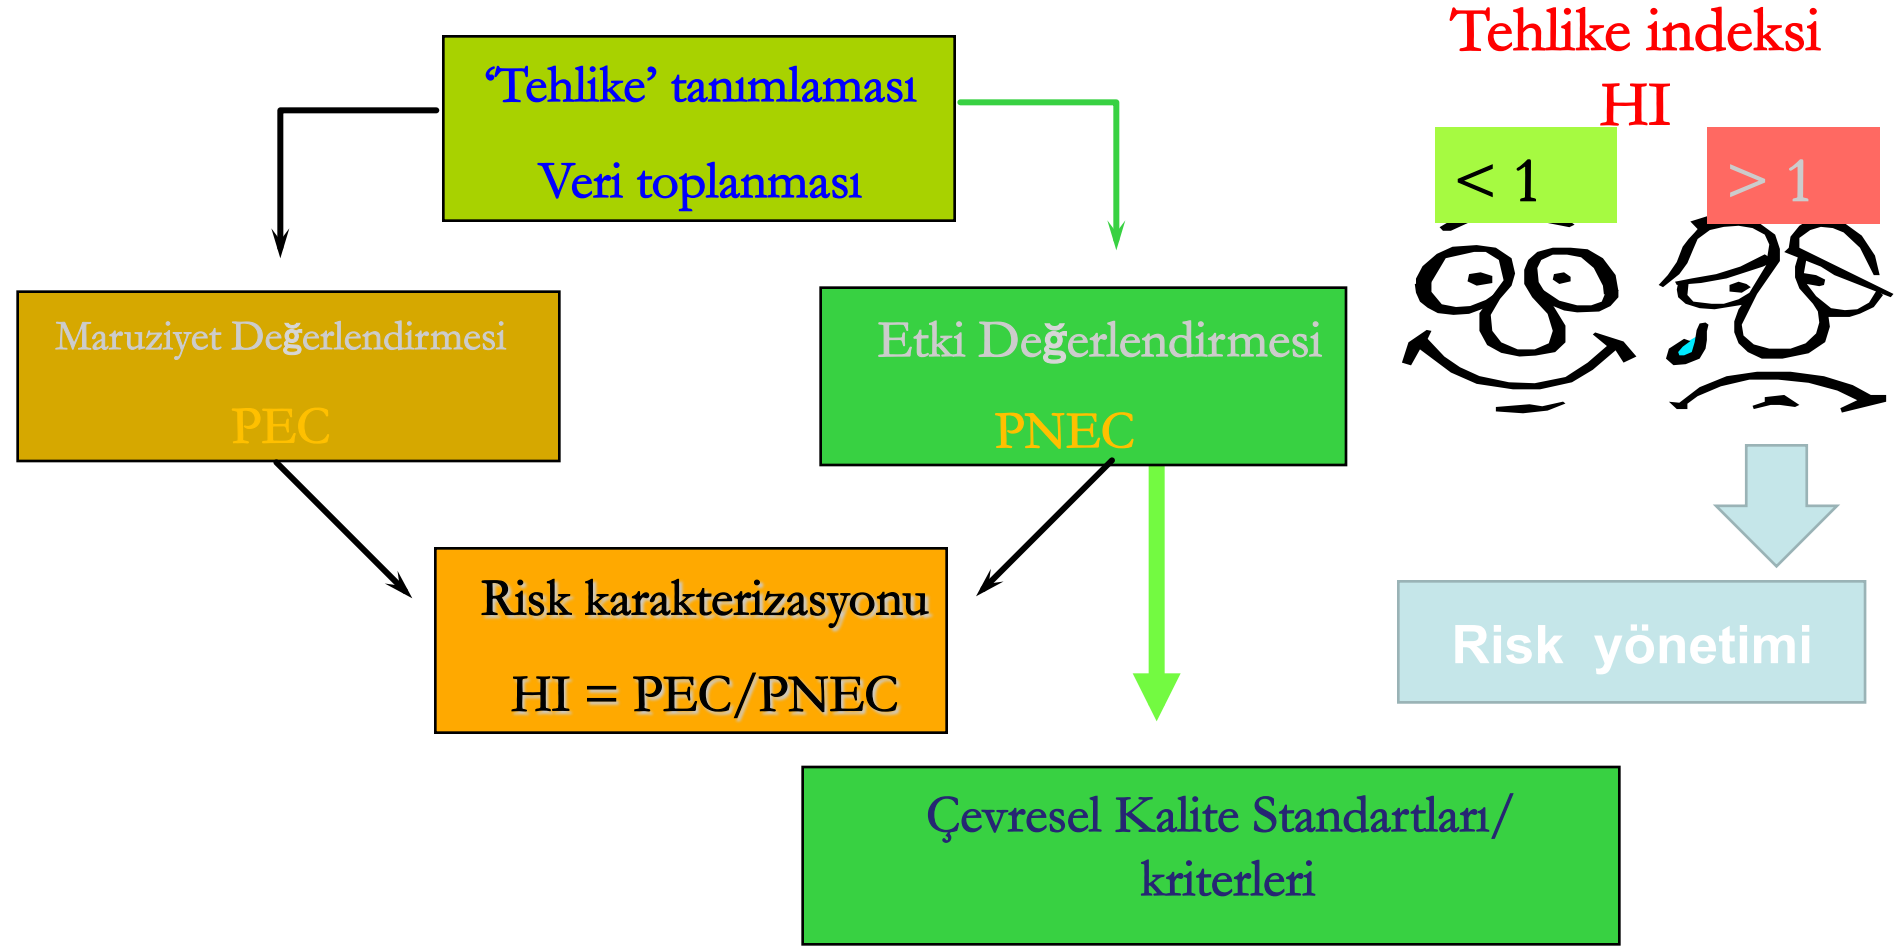 ‘Tehlike’ tanımlaması
Veri toplanması
Maruziyet Değerlendirmesi
PEC
Etki Değerlendirmesi
PNEC
Risk karakterizasyonu
HI = PEC/PNEC
Çevresel Kalite Standartları/
kriterleri
Tehlike indeksi
HI
< 1
> 1
Risk yönetimi